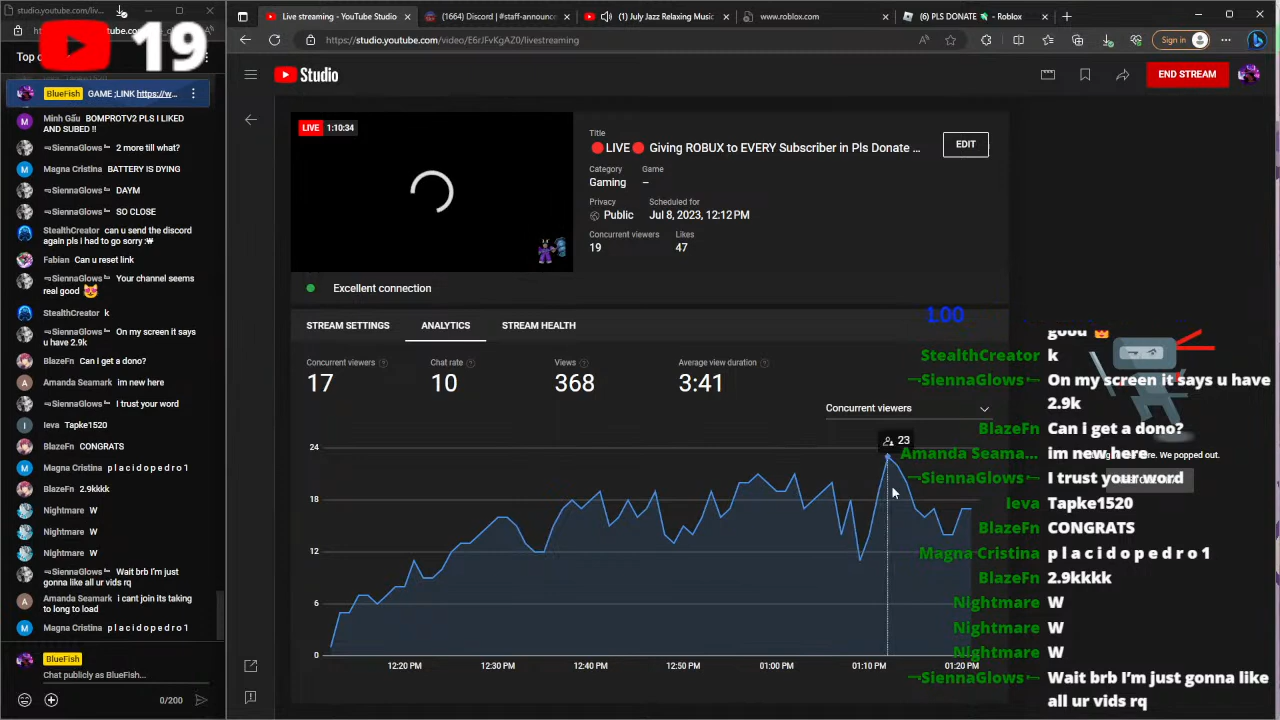 studio.youtube.com/liv...
19
Top c
Tapke1520
BlueFish GAME ;LINK https://w...
Minh Gấu BOMPROTV2 PLS I LIKED
AND SUBED !!
SiennaGlows 2 more till what?
Magna Cristina BATTERY IS DYING
SiennaGlows DAYM
SiennaGlows SO CLOSE
StealthCreator can u send the discord
again pls i had to go sorry :₩
Fabian Can u reset link
SiennaGlows Your channel seems
real good 😻
StealthCreator k
SiennaGlows On my screen it says
u have 2.9k
BlazeFn Can I get a dono?
Amanda Seamark im new here
SiennaGlows I trust your word
Ieva Tapke1520
BlazeFn CONGRATS
Magna Cristina p l a c i d o p e d r o 1
BlazeFn 2.9kkkk
Nightmare W
Nightmare W
Nightmare W
SiennaGlows Wait brb I'm just
gonna like all ur vids rq
Amanda Seamark i cant join its taking
to long to load
Magna Cristina p l a c i d o p e d r o 1
BlueFish
Chat publicly as BlueFish...
0/200
Live streaming - YouTube Studio
(1664) Discord | #staff-announc
(1) July Jazz Relaxing Music
www.roblox.com
(6) PLS DONATE - Roblox
https://studio.youtube.com/video/E6rJFvKgAZ0/livestreaming
Sign in
Studio
END STREAM
LIVE 1:10:34
Title
🔴LIVE🔴 Giving ROBUX to EVERY Subscriber in Pls Donate ...
EDIT
Category Game
Gaming –
Privacy Scheduled for
Public Jul 8, 2023, 12:12 PM
Concurrent viewers Likes
19 47
Excellent connection
STREAM SETTINGS ANALYTICS STREAM HEALTH
Concurrent viewers Chat rate Views Average view duration
17 10 368 3:41
Concurrent viewers
23
24
18
12
6
0
12:20 PM 12:30 PM 12:40 PM 12:50 PM 01:00 PM 01:10 PM 01:20 PM
1.00
good 😻
StealthCreator k
SiennaGlows On my screen it says u have
2.9k
BlazeFn Can i get a dono?
We popped out.
Amanda Seama... im new here
SiennaGlows I trust your word
Ieva Tapke1520
BlazeFn CONGRATS
Magna Cristina p l a c i d o p e d r o 1
BlazeFn 2.9kkkk
Nightmare W
Nightmare W
Nightmare W
SiennaGlows Wait brb I'm just gonna like
all ur vids rq